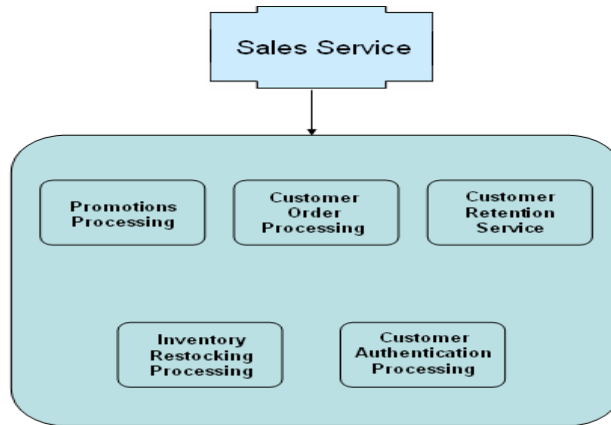 Sales Service
Promotions
Processing
Customer
Order
Processing
Customer
Retention
Service
Inventory
Restocking
Processing
Customer
Authentication
Processing